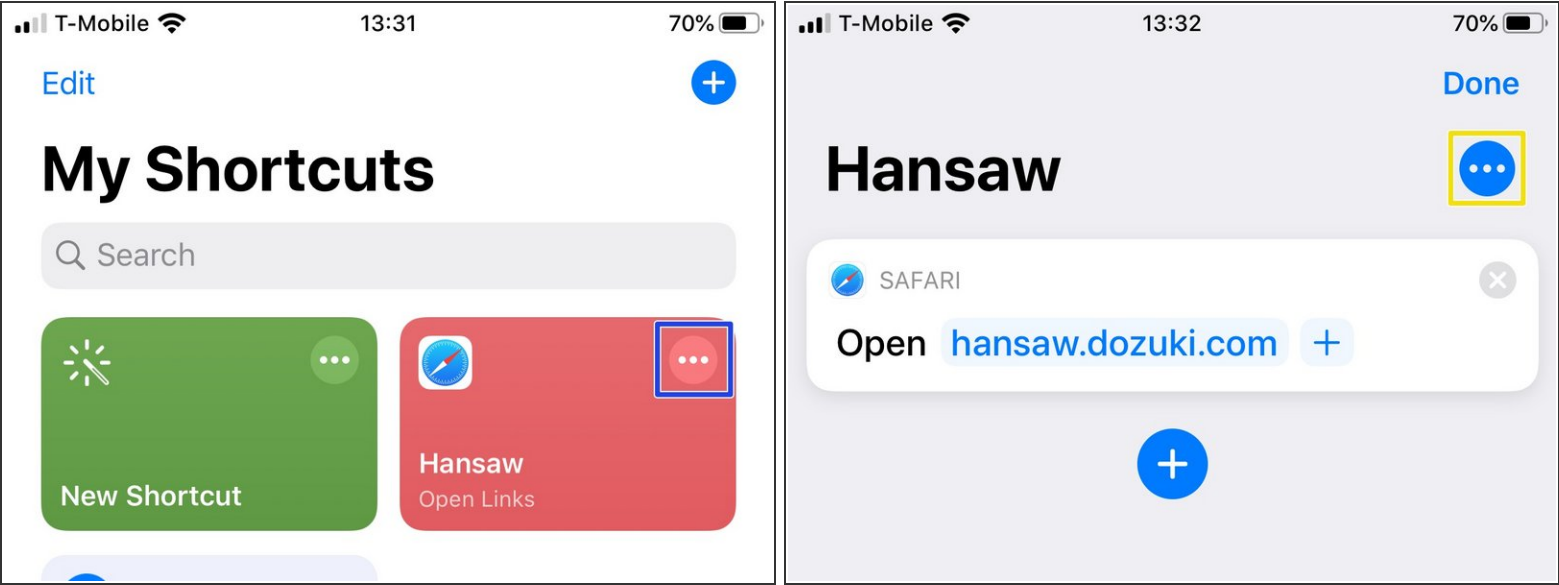 T-Mobile 13:31 70%
Edit
My Shortcuts
Search
New Shortcut
Hansaw
Open Links
T-Mobile 13:32 70%
Done
Hansaw
SAFARI
Open hansaw.dozuki.com